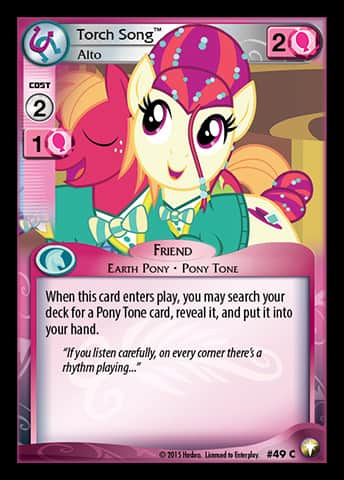 Torch Song™
Alto
2
COST
2
1
FRIEND
EARTH PONY • PONY TONE
When this card enters play, you may search your
deck for a Pony Tone card, reveal it, and put it into
your hand.
"If you listen carefully, on every corner there's a
rhythm playing..."
© 2015 Hasbro. Licensed to Enterplay.
#49 C